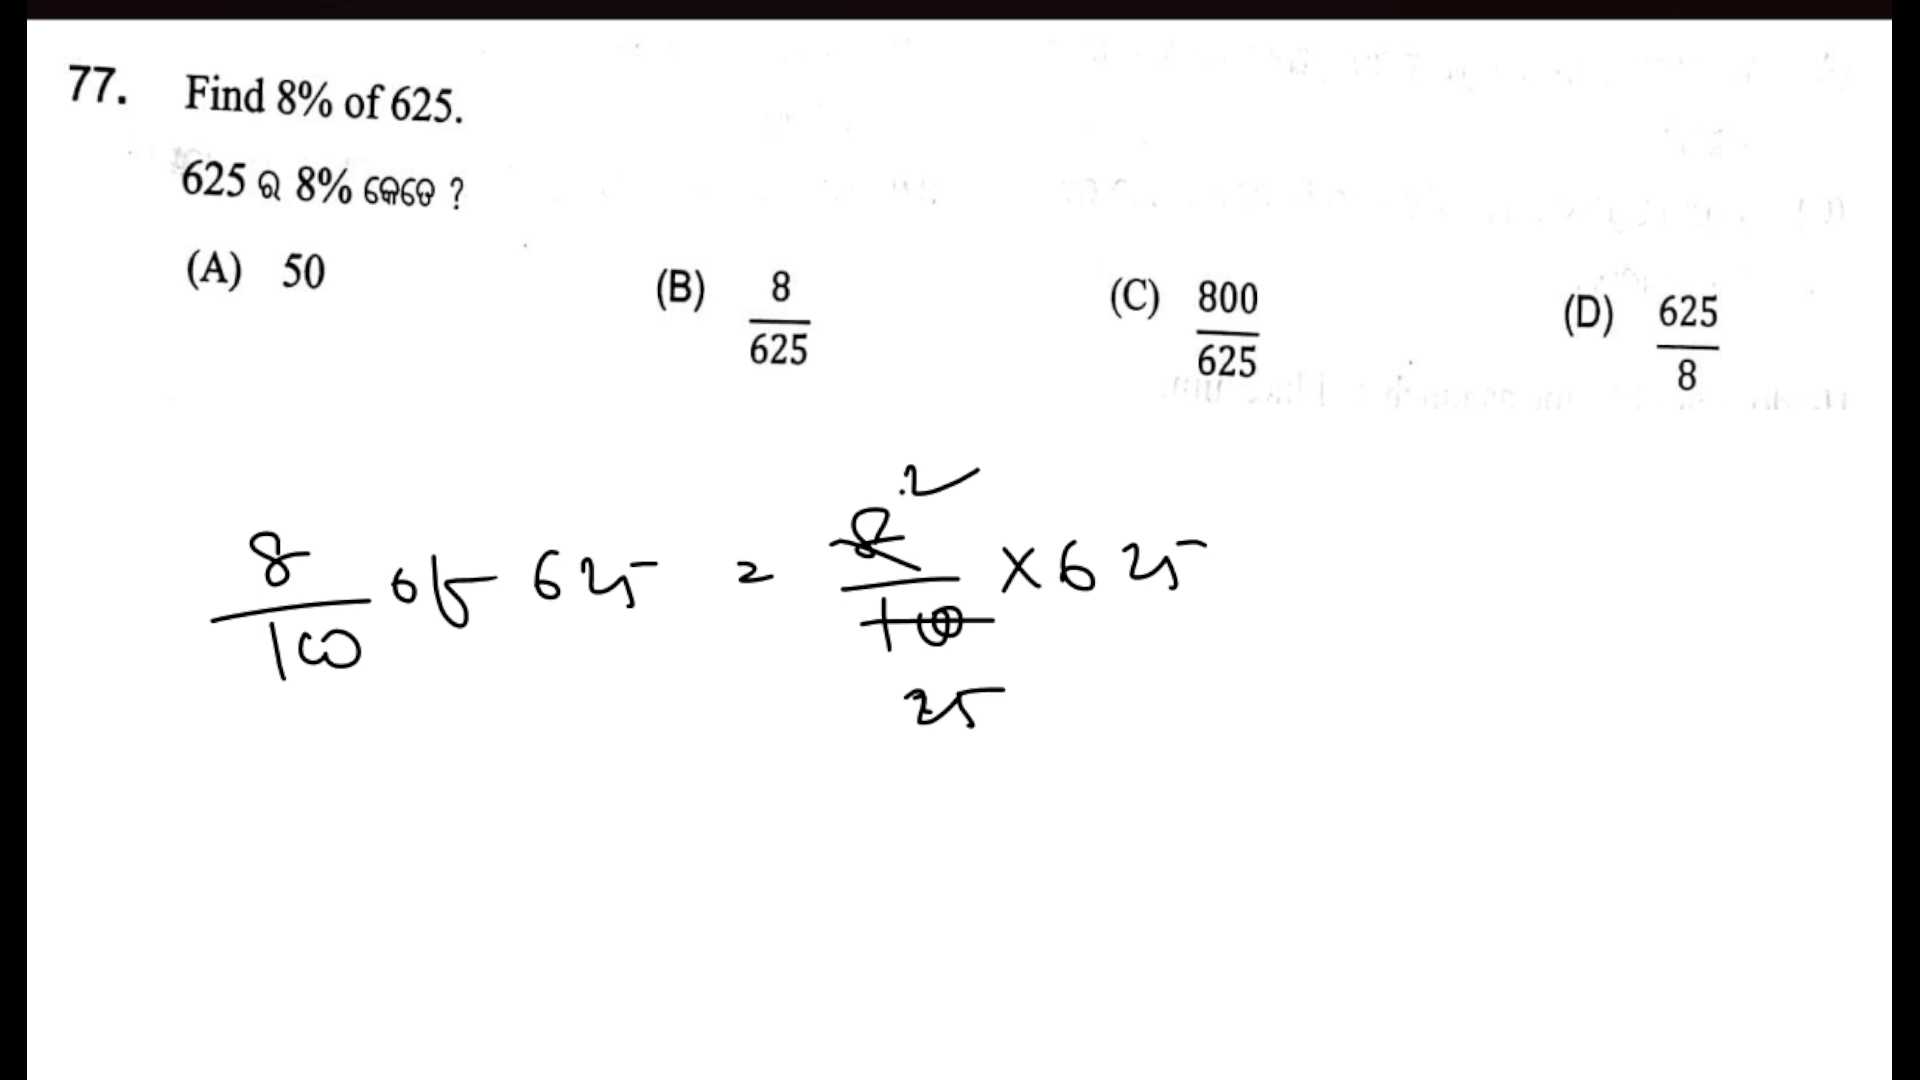 77. Find 8% of 625.
625 ର 8% କେତେ ?
(A) 50 (B) 8/625 (C) 800/625 (D) 625/8
8/100 of 625 = 8/100 × 625
2
25